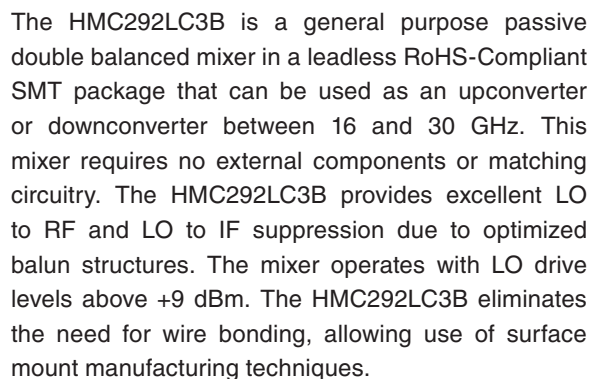 The HMC292LC3B is a general purpose passive
double balanced mixer in a leadless RoHS-Compliant
SMT package that can be used as an upconverter
or downconverter between 16 and 30 GHz. This
mixer requires no external components or matching
circuitry. The HMC292LC3B provides excellent LO
to RF and LO to IF suppression due to optimized
balun structures. The mixer operates with LO drive
levels above +9 dBm. The HMC292LC3B eliminates
the need for wire bonding, allowing use of surface
mount manufacturing techniques.